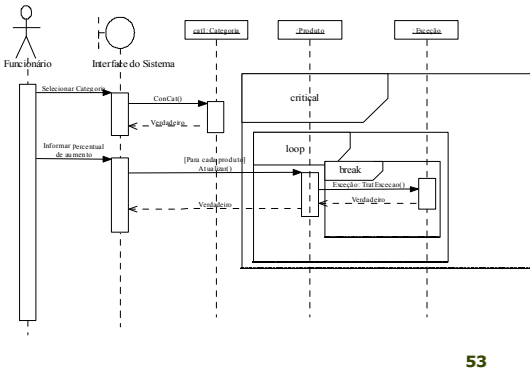 cat1: Categoria
: Produto
: Exceção
Funcionário
Interface do Sistema
Selecionar Categoria
ConCat()
Verdadeiro
critical
Informar Percentual
de aumento
loop
[Para cada produto]
Atualizar()
break
Exceção: TratExcecao()
Verdadeiro
Verdadeiro
53